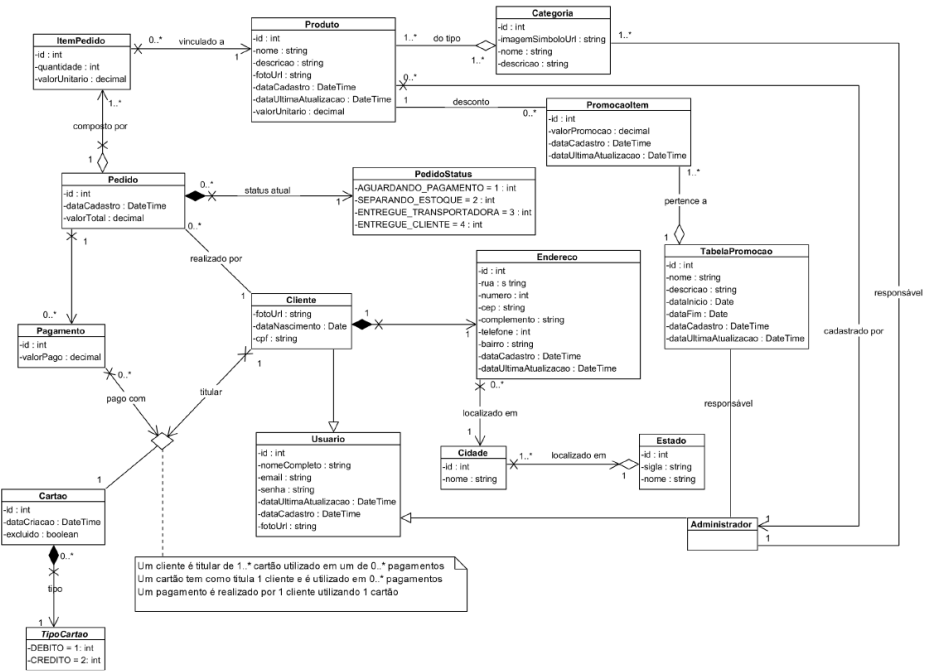 ItemPedido
-id : int
-quantidade : int
-valorUnitario : decimal
0..*
vinculado a
1
Produto
-id : int
-nome : string
-descricao : string
-fotoUrl : string
-dataCadastro : DateTime
-dataUltimaAtualizacao : DateTime
-valorUnitario : decimal
1..*
do tipo
1..*
Categoria
-id : int
-imagemSimboloUrl : string
-nome : string
-descricao : string
1..*
0..*
1
desconto
0..*
PromocaoItem
-id : int
-valorPromocao : decimal
-dataCadastro : DateTime
-dataUltimaAtualizacao : DateTime
1..*
composto por
1
Pedido
-id : int
-dataCadastro : DateTime
-valorTotal : decimal
0..*
status atual
1
PedidoStatus
-AGUARDANDO_PAGAMENTO = 1 : int
-SEPARANDO_ESTOQUE = 2 : int
-ENTREGUE_TRANSPORTADORA = 3 : int
-ENTREGUE_CLIENTE = 4 : int
1..*
pertence a
1
0..*
1
realizado por
1
TabelaPromocao
-id : int
-nome : string
-descricao : string
-dataInicio : Date
-dataFim : Date
-dataCadastro : DateTime
-dataUltimaAtualizacao : DateTime
responsável
cadastrado por
Endereco
-id : int
-rua : s tring
-numero : int
-cep : string
-complemento : string
-telefone : int
-bairro : string
-dataCadastro : DateTime
-dataUltimaAtualizacao : DateTime
Cliente
-fotoUrl : string
-dataNascimento : Date
-cpf : string
1
1
0..*
Pagamento
-id : int
-valorPago : decimal
0..*
pago com
1
titular
0..*
localizado em
1
responsável
Usuario
-id : int
-nomeCompleto : string
-email : string
-senha : string
-dataUltimaAtualizacao : DateTime
-dataCadastro : DateTime
-fotoUrl : string
Cidade
-id : int
-nome : string
1..*
localizado em
1
Estado
-id : int
-sigla : string
-nome : string
1
Cartao
-id : int
-dataCriacao : DateTime
-excluido : boolean
Administrador
1
1
0..*
tipo
1
Um cliente é titular de 1..* cartão utilizado em um de 0..* pagamentos
Um cartão tem como titula 1 cliente e é utilizado em 0..* pagamentos
Um pagamento é realizado por 1 cliente utilizando 1 cartão
TipoCartao
-DEBITO = 1: int
-CREDITO = 2: int